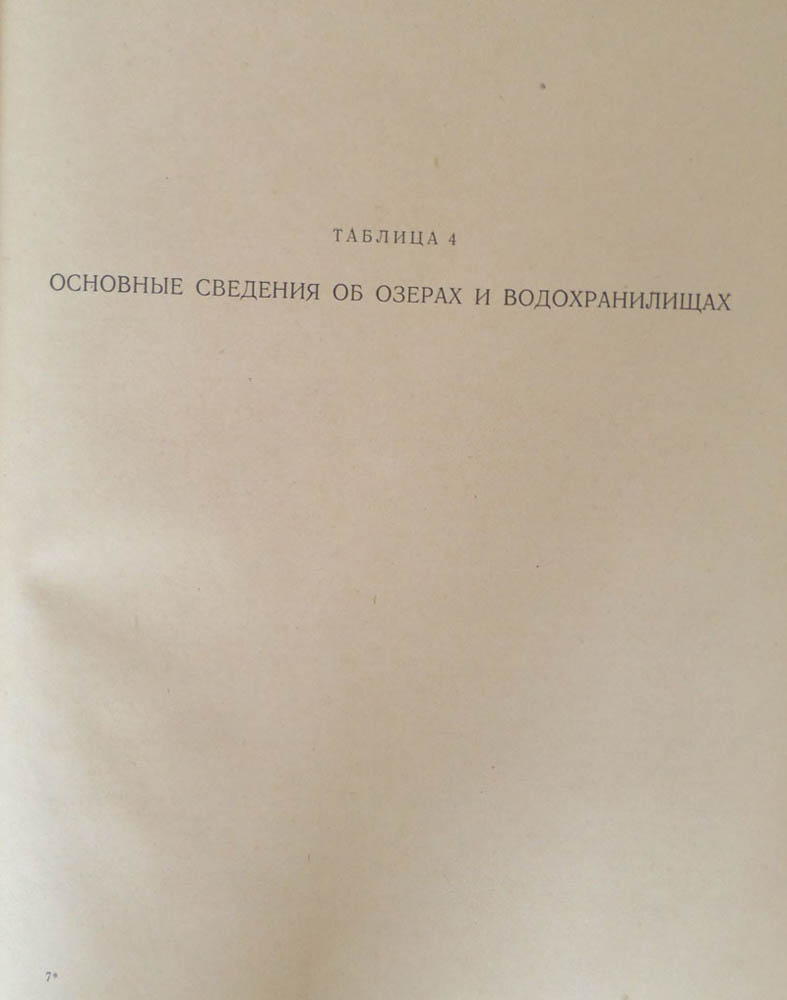 ТАБЛИЦА 4
ОСНОВНЫЕ СВЕДЕНИЯ ОБ ОЗЕРАХ И ВОДОХРАНИЛИЩАХ
7*